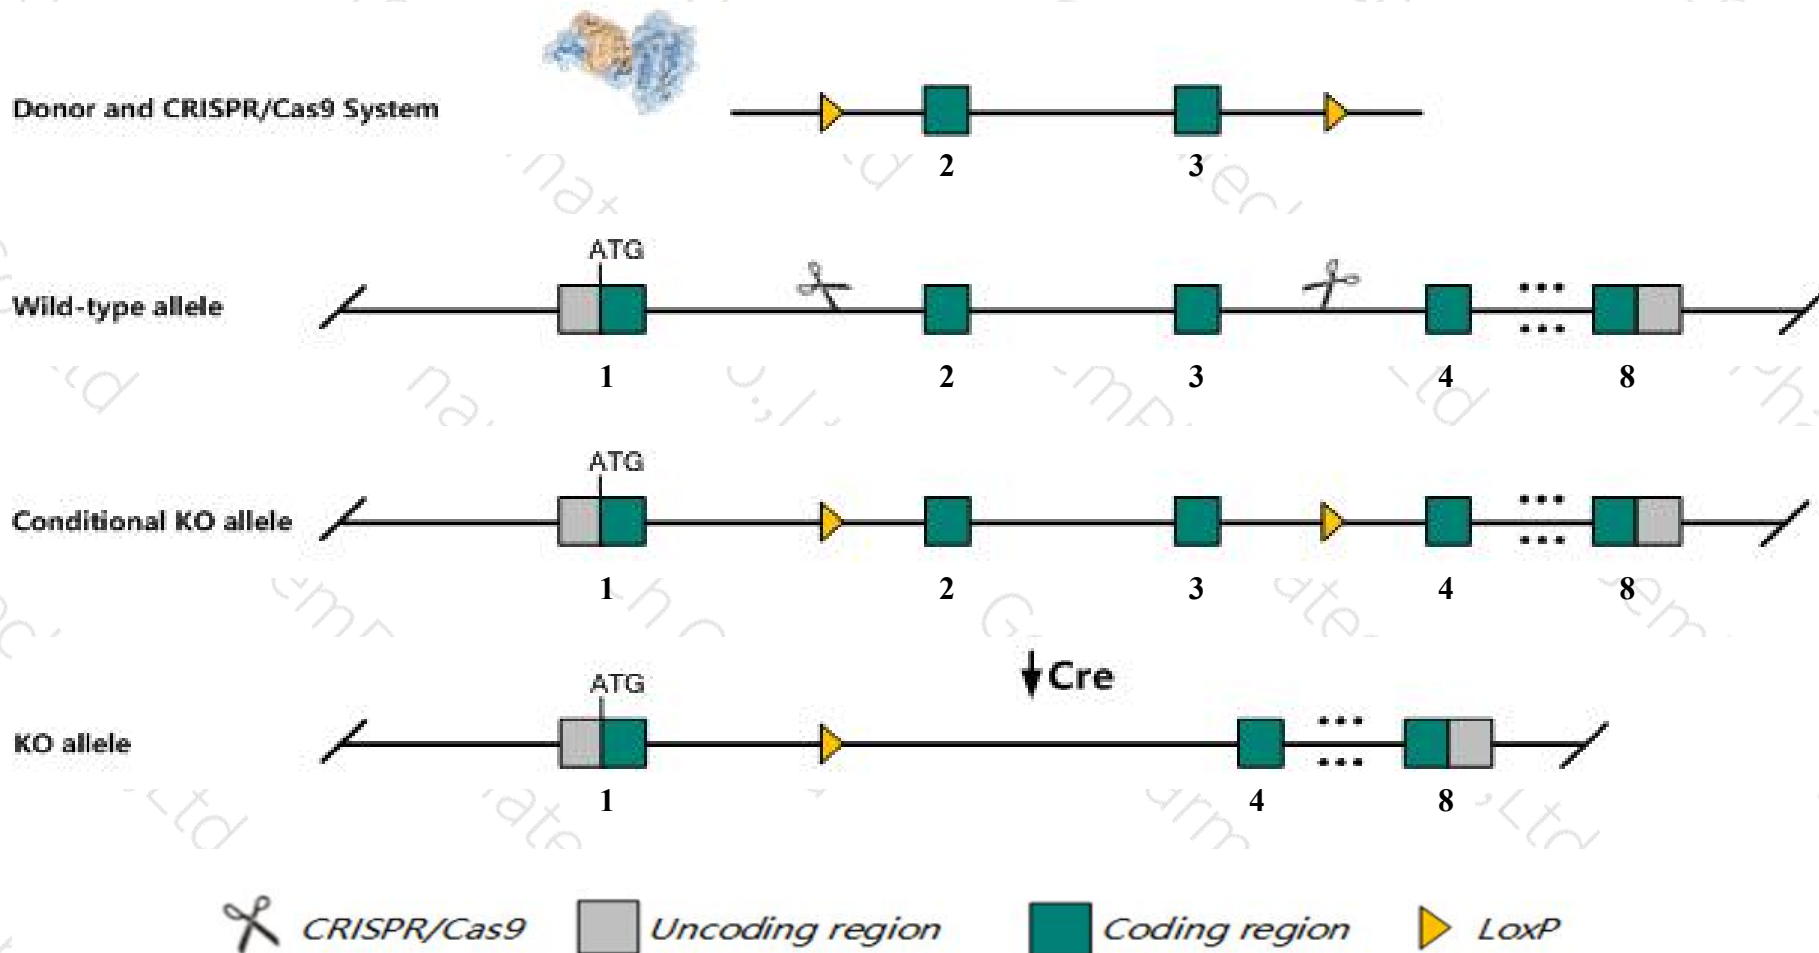 Donor and CRISPR/Cas9 System
2 3
ATG
Wild-type allele
1 2 3 4 8
ATG
Conditional KO allele
1 2 3 4 8
Cre
ATG
KO allele
1 4 8
CRISPR/Cas9 Uncoding region Coding region LoxP